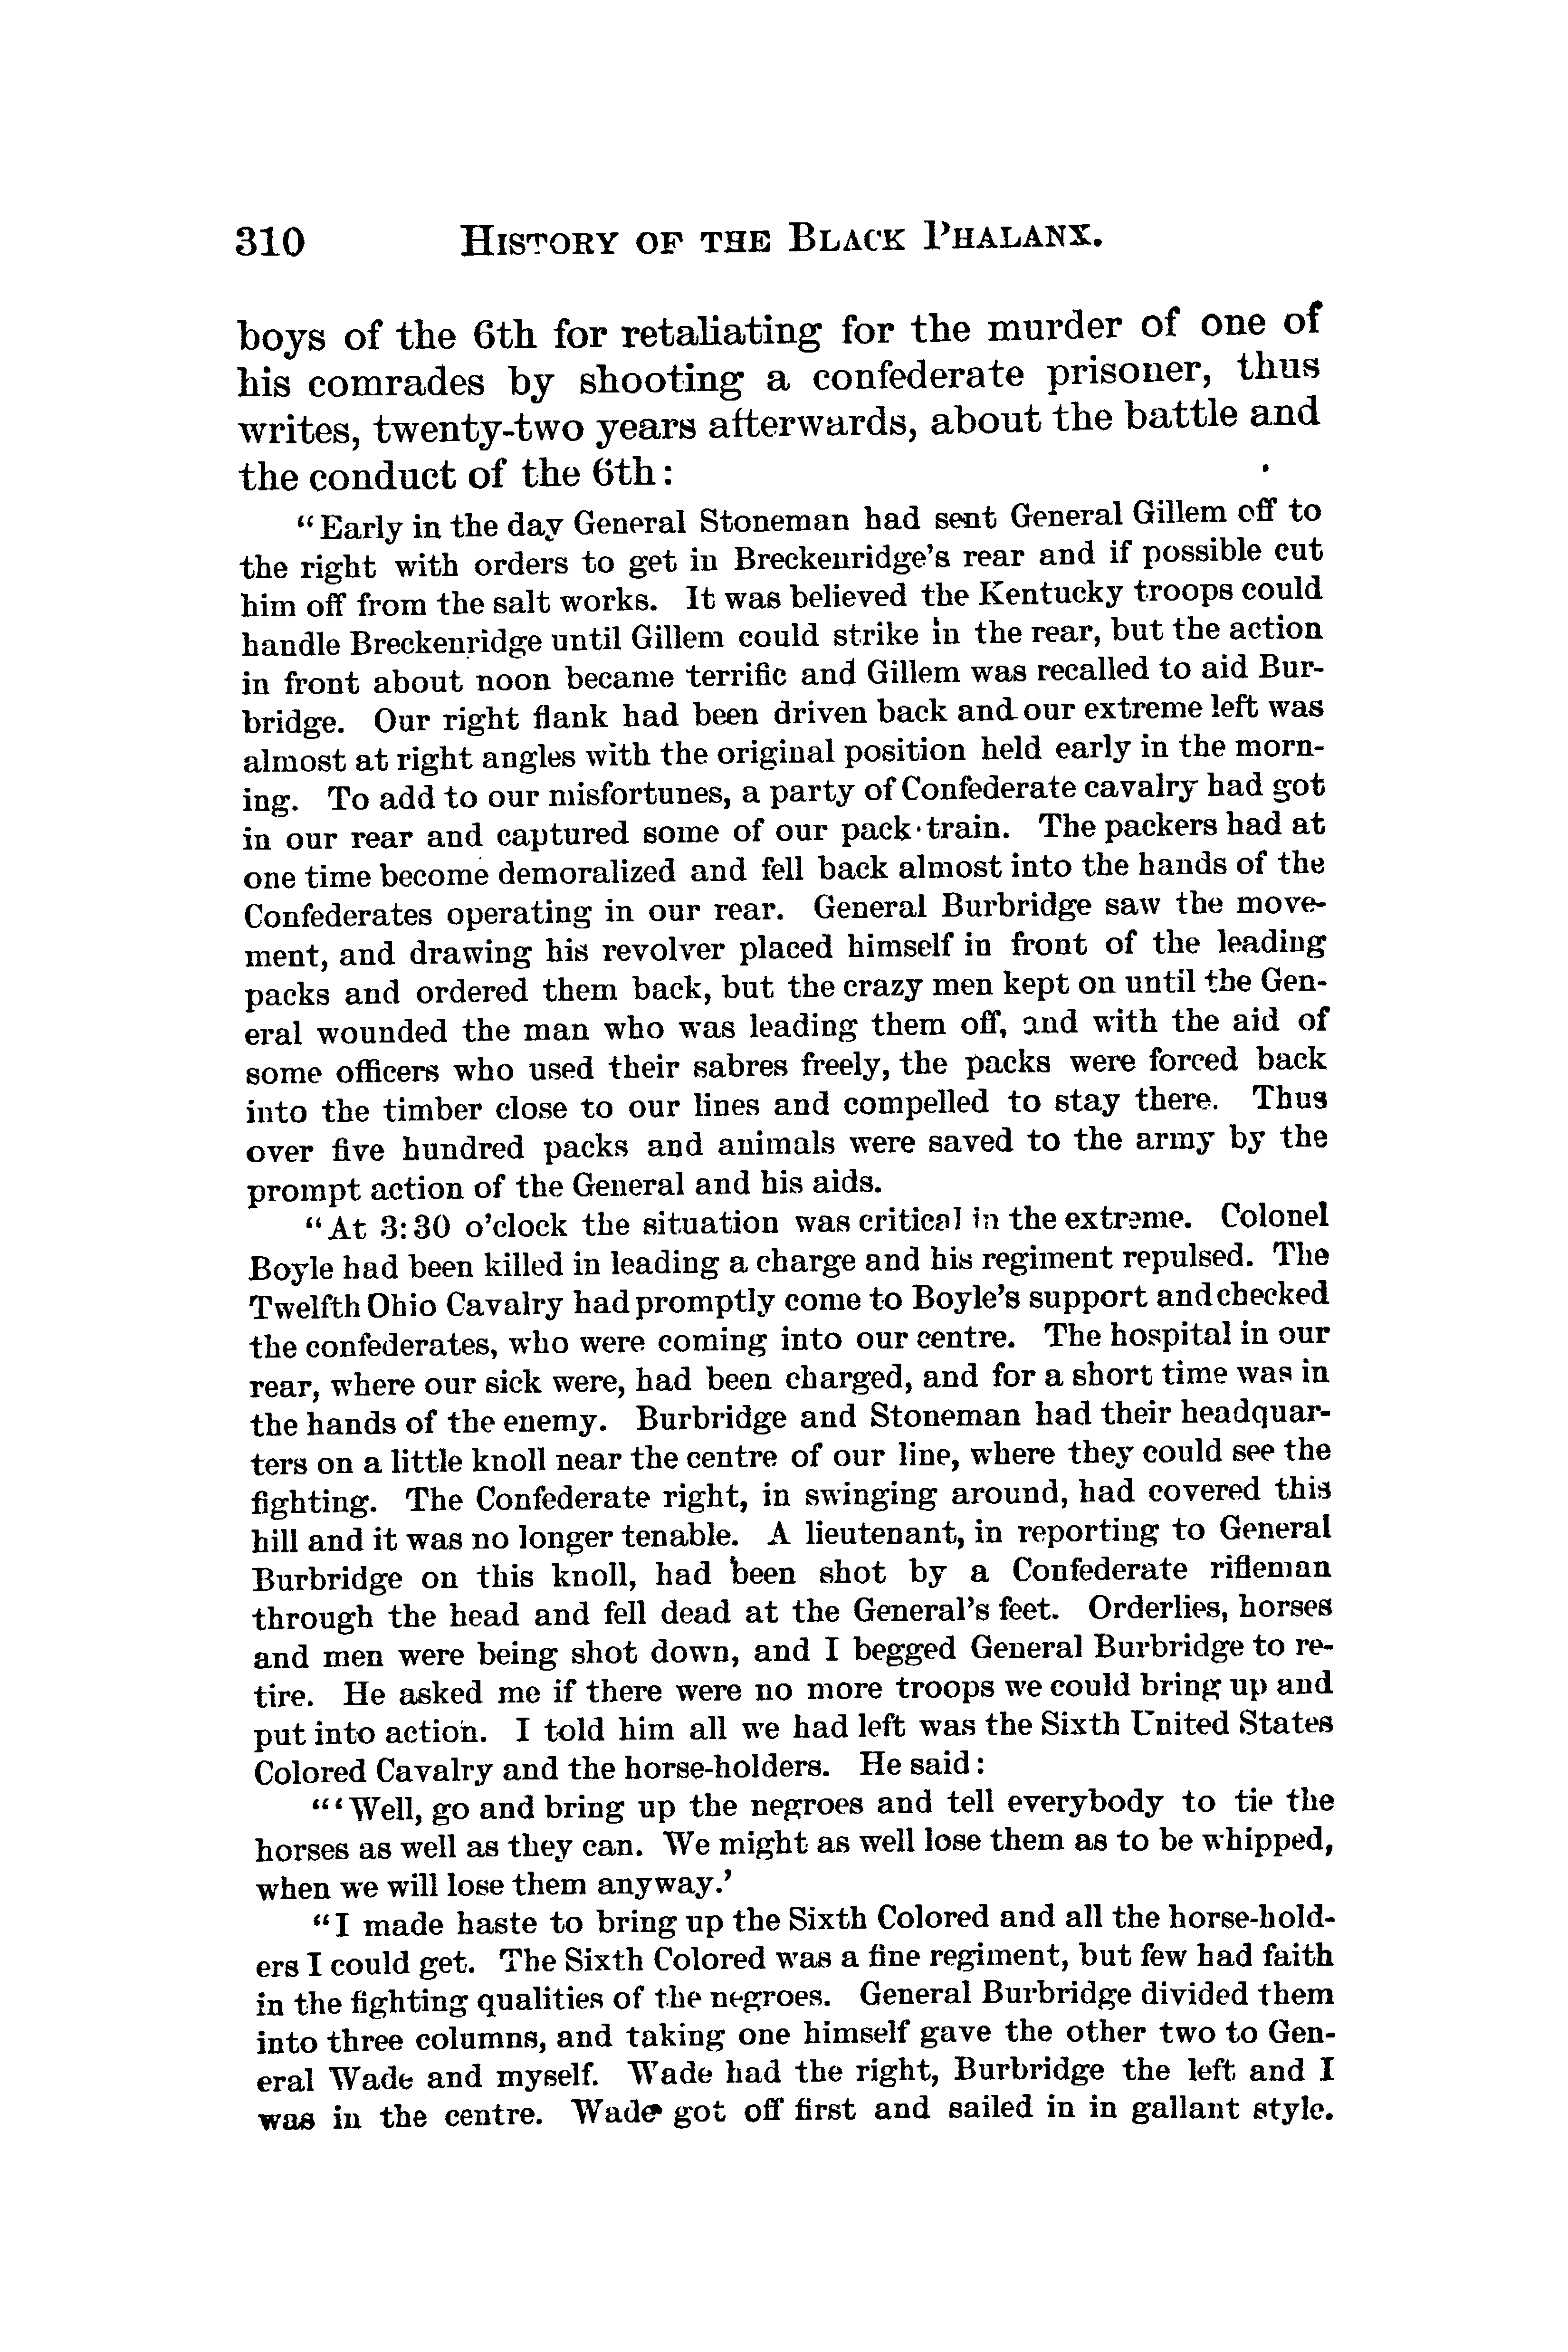 310 HISTORY OF THE BLACK PHALANX.
boys of the 6th for retaliating for the murder of one of
his comrades by shooting a confederate prisoner, thus
writes, twenty-two years afterwards, about the battle and
the conduct of the 6th:
"Early in the day General Stoneman had sent General Gillem off to
the right with orders to get in Breckenridge's rear and if possible cut
him off from the salt works. It was believed the Kentucky troops could
handle Breckenridge until Gillem could strike in the rear, but the action
in front about noon became terrific and Gillem was recalled to aid Bur-
bridge. Our right flank had been driven back and our extreme left was
almost at right angles with the original position held early in the morn-
ing. To add to our misfortunes, a party of Confederate cavalry had got
in our rear and captured some of our pack-train. The packers had at
one time become demoralized and fell back almost into the hands of the
Confederates operating in our rear. General Burbridge saw the move-
ment, and drawing his revolver placed himself in front of the leading
packs and ordered them back, but the crazy men kept on until the Gen-
eral wounded the man who was leading them off, and with the aid of
some officers who used their sabres freely, the packs were forced back
into the timber close to our lines and compelled to stay there. Thus
over five hundred packs and animals were saved to the army by the
prompt action of the General and his aids.
"At 3:30 o'clock the situation was critical in the extreme. Colonel
Boyle had been killed in leading a charge and his regiment repulsed. The
Twelfth Ohio Cavalry had promptly come to Boyle's support and checked
the confederates, who were coming into our centre. The hospital in our
rear, where our sick were, had been charged, and for a short time was in
the hands of the enemy. Burbridge and Stoneman had their headquar-
ters on a little knoll near the centre of our line, where they could see the
fighting. The Confederate right, in swinging around, had covered this
hill and it was no longer tenable. A lieutenant, in reporting to General
Burbridge on this knoll, had been shot by a Confederate rifleman
through the head and fell dead at the General's feet. Orderlies, horses
and men were being shot down, and I begged General Burbridge to re-
tire. He asked me if there were no more troops we could bring up and
put into action. I told him all we had left was the Sixth United States
Colored Cavalry and the horse-holders. He said:
"'Well, go and bring up the negroes and tell everybody to tie the
horses as well as they can. We might as well lose them as to be whipped,
when we will lose them anyway.'
"I made haste to bring up the Sixth Colored and all the horse-hold-
ers I could get. The Sixth Colored was a fine regiment, but few had faith
in the fighting qualities of the negroes. General Burbridge divided them
into three columns, and taking one himself gave the other two to Gen-
eral Wade and myself. Wade had the right, Burbridge the left and I
was in the centre. Wade got off first and sailed in in gallant style.